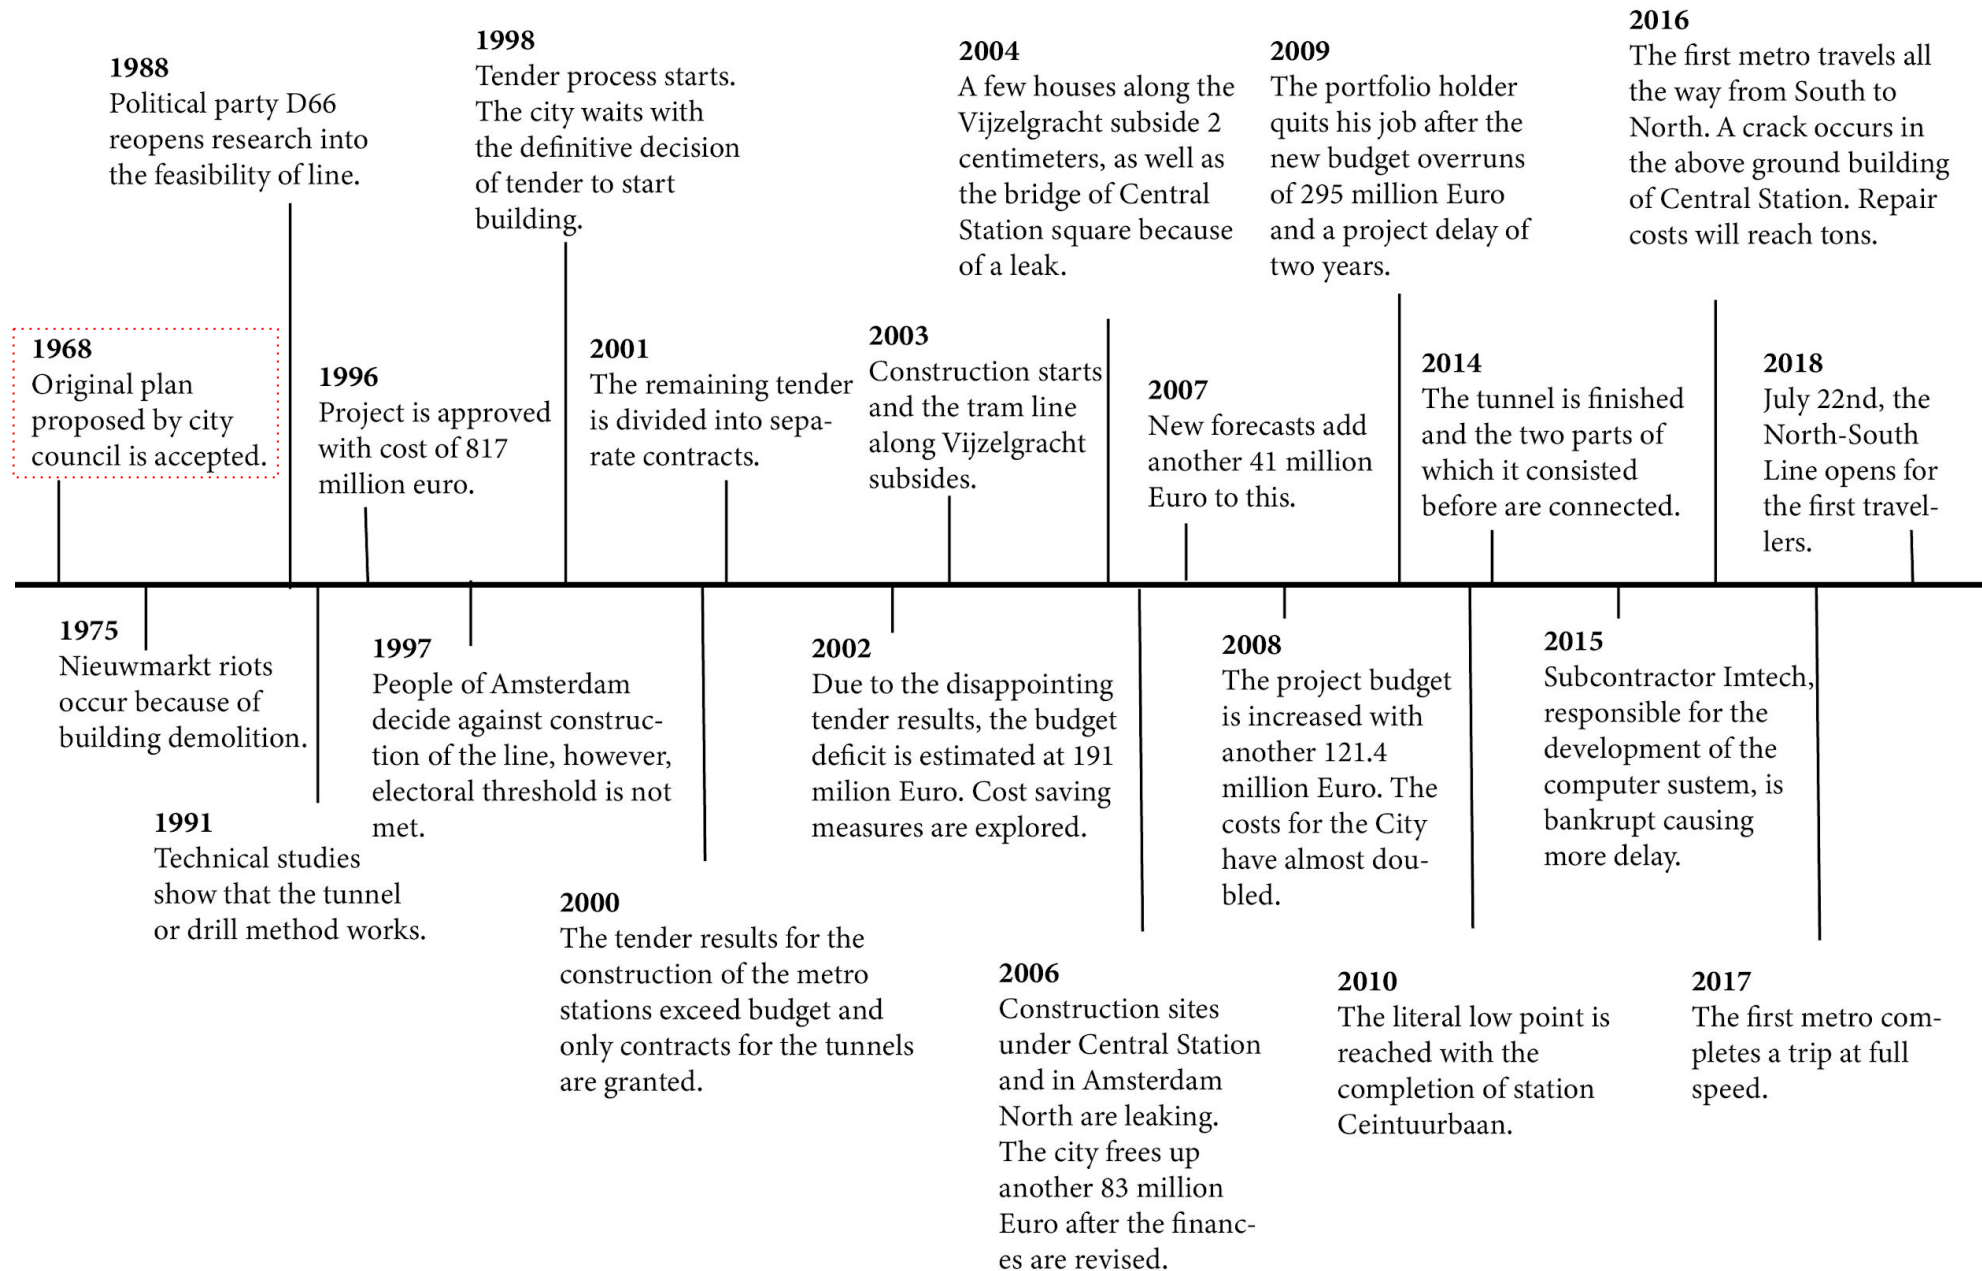 1968
Original plan
proposed by city
council is accepted.
1975
Nieuwmarkt riots
occur because of
building demolition.
1988
Political party D66
reopens research into
the feasibility of line.
1991
Technical studies
show that the tunnel
or drill method works.
1996
Project is approved
with cost of 817
million euro.
1997
People of Amsterdam
decide against construc-
tion of the line, however,
electoral threshold is not
met.
1998
Tender process starts.
The city waits with
the definitive decision
of tender to start
building.
2000
The tender results for the
construction of the metro
stations exceed budget and
only contracts for the tunnels
are granted.
2001
The remaining tender
is divided into sepa-
rate contracts.
2002
Due to the disappointing
tender results, the budget
deficit is estimated at 191
milion Euro. Cost saving
measures are explored.
2003
Construction starts
and the tram line
along Vijzelgracht
subsides.
2004
A few houses along the
Vijzelgracht subside 2
centimeters, as well as
the bridge of Central
Station square because
of a leak.
2006
Construction sites
under Central Station
and in Amsterdam
North are leaking.
The city frees up
another 83 million
Euro after the financ-
es are revised.
2007
New forecasts add
another 41 million
Euro to this.
2008
The project budget
is increased with
another 121.4
million Euro. The
costs for the City
have almost dou-
bled.
2009
The portfolio holder
quits his job after the
new budget overruns
of 295 million Euro
and a project delay of
two years.
2010
The literal low point is
reached with the
completion of station
Ceintuurbaan.
2014
The tunnel is finished
and the two parts of
which it consisted
before are connected.
2015
Subcontractor Imtech,
responsible for the
development of the
computer sustem, is
bankrupt causing
more delay.
2016
The first metro travels all
the way from South to
North. A crack occurs in
the above ground building
of Central Station. Repair
costs will reach tons.
2017
The first metro com-
pletes a trip at full
speed.
2018
July 22nd, the
North-South
Line opens for
the first travel-
lers.